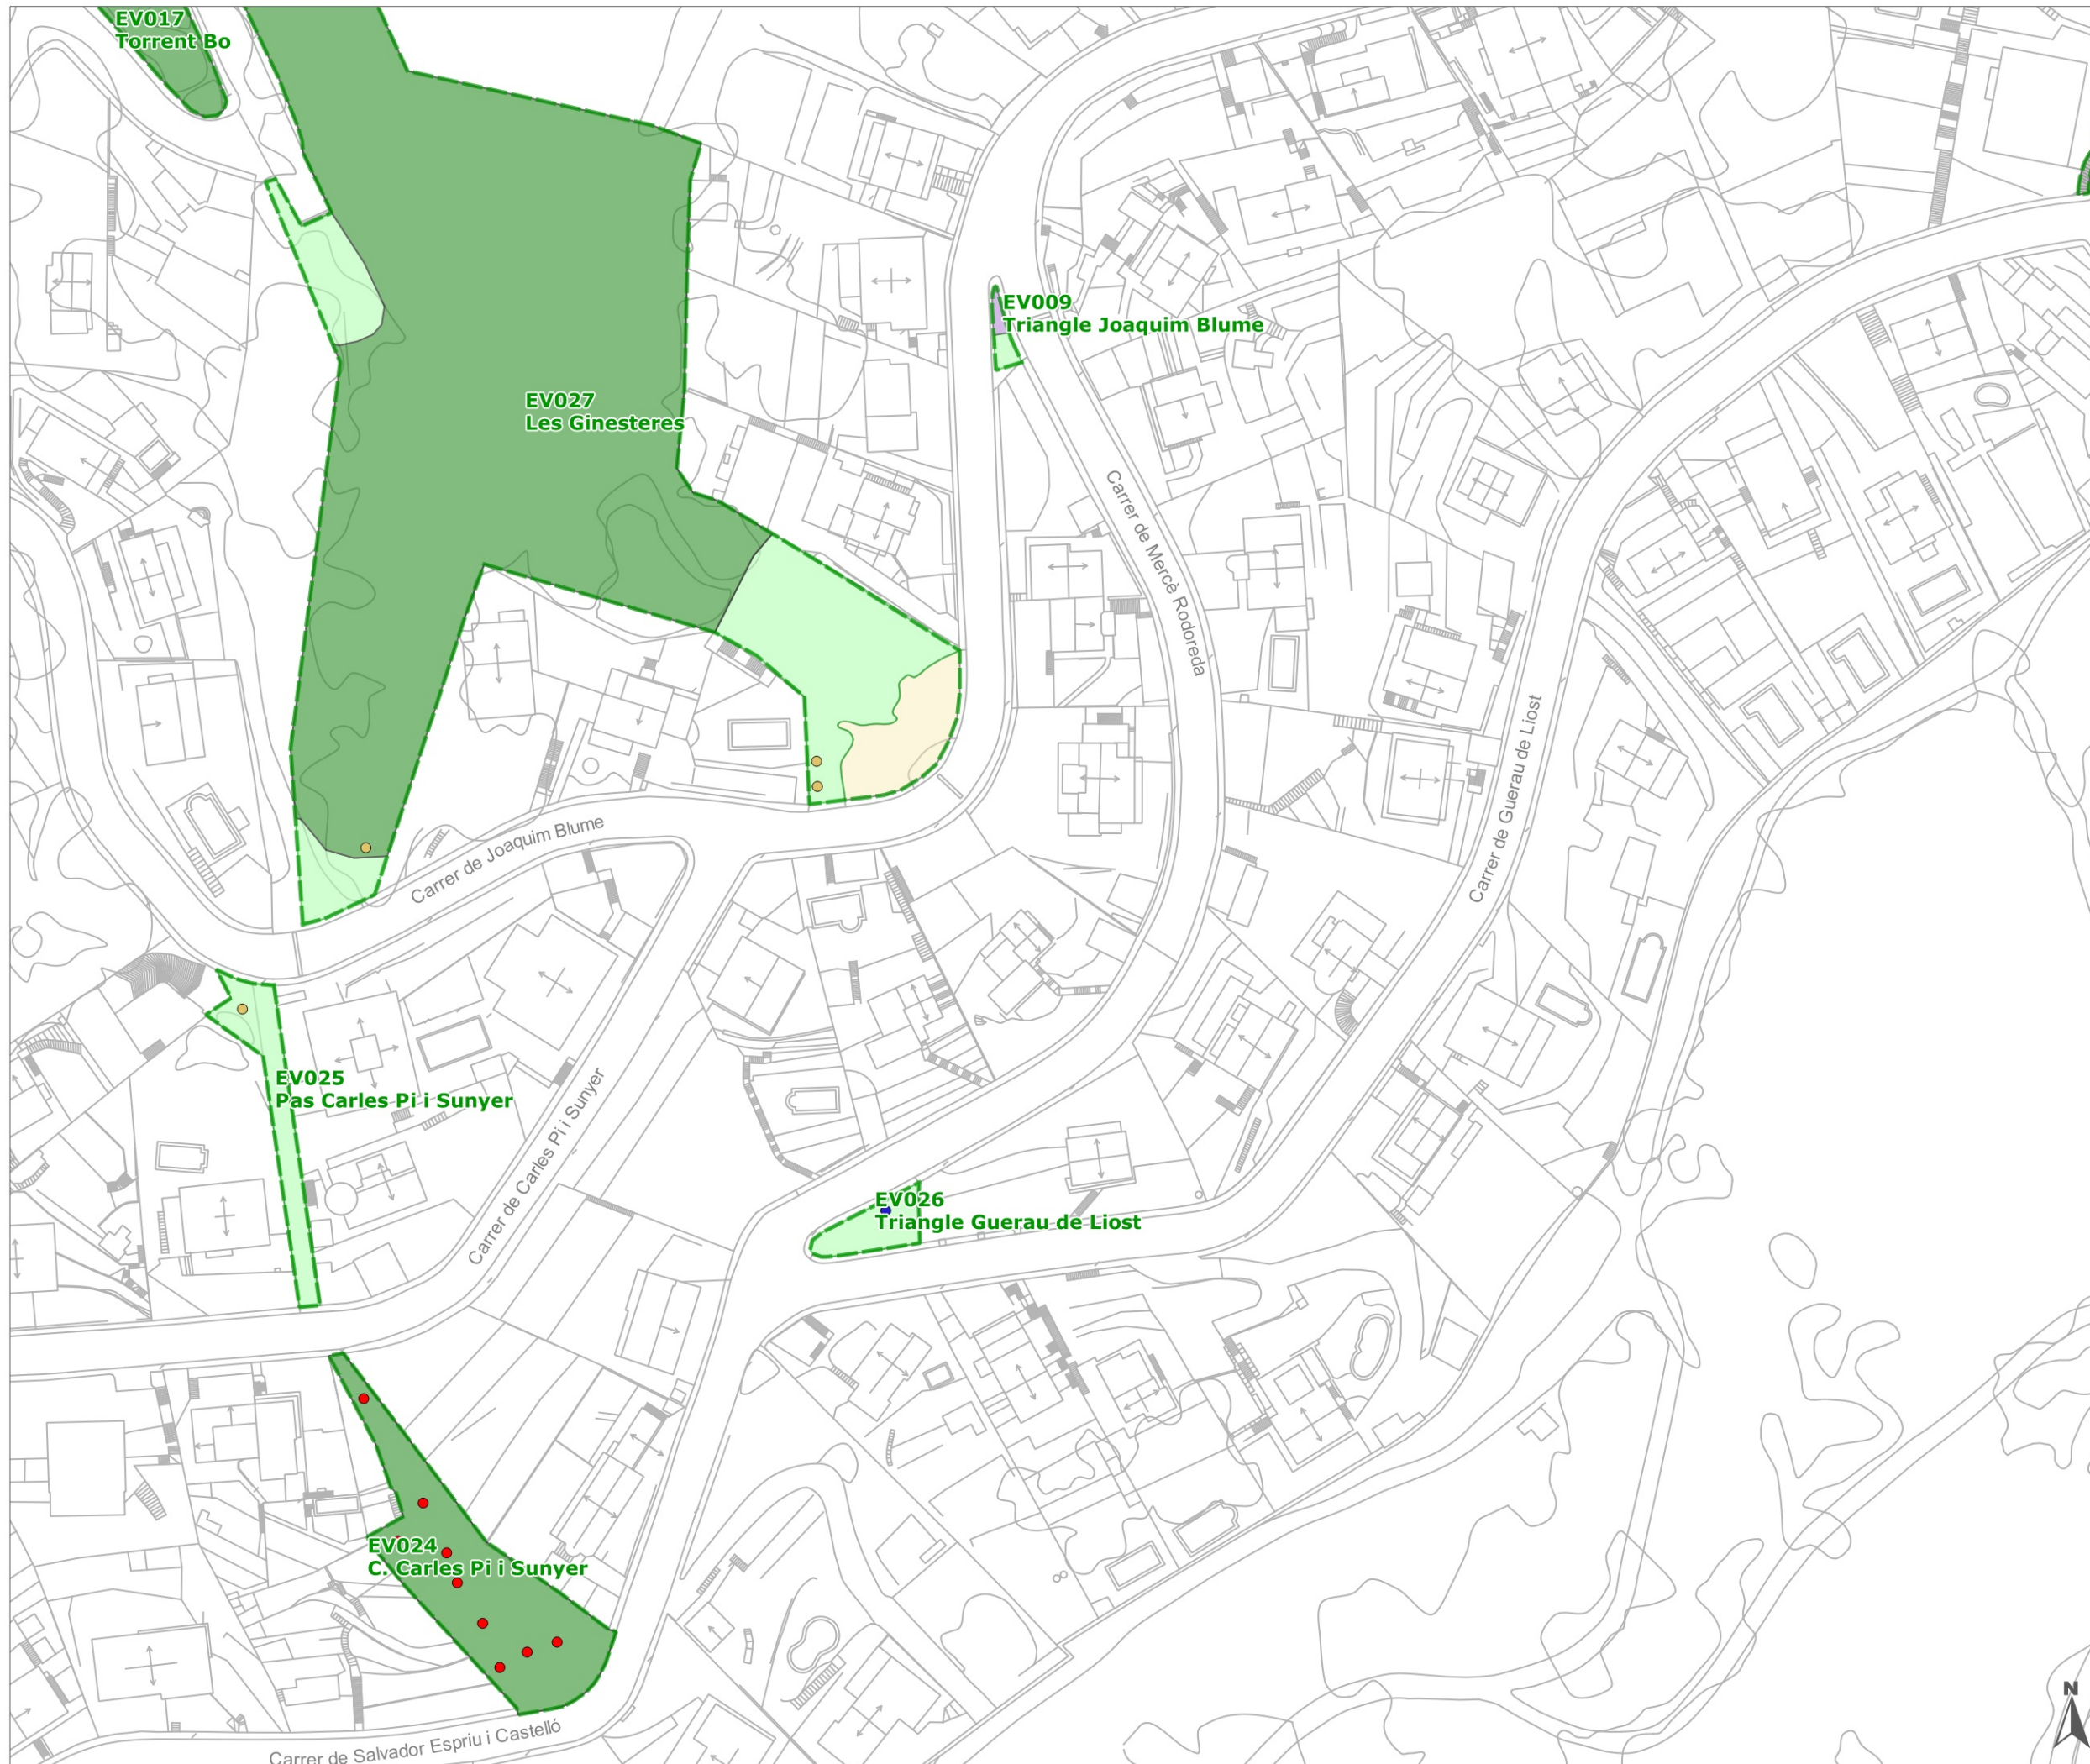 EV017
Torrent Bo
EV009
Triangle Joaquim Blume
EV027
Les Ginesteres
Carrer de Mercè Rodoreda
Carrer de Guerau de Liost
Carrer de Joaquim Blume
EV025
Pas Carles Pi i Sunyer
Carrer de Carles Pi i Sunyer
EV026
Triangle Guerau de Liost
EV024
C. Carles Pi i Sunyer
N
Carrer de Salvador Espriu i Castelló